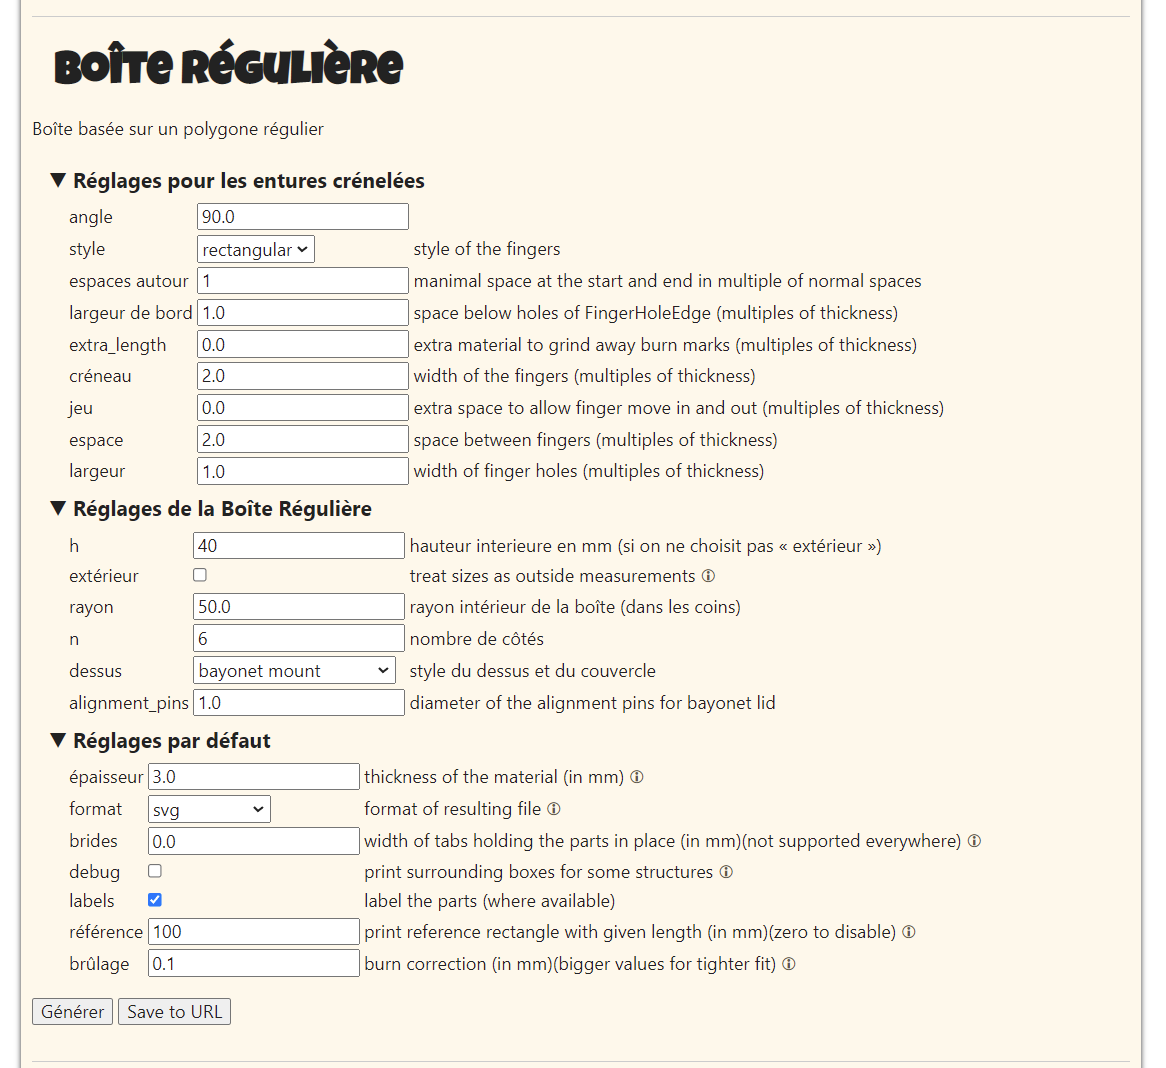 Boîte Régulière
Boîte basée sur un polygone régulier
▼ Réglages pour les entures crénelées
angle 90.0
style rectangular style of the fingers
espaces autour 1 manimal space at the start and end in multiple of normal spaces
largeur de bord 1.0 space below holes of FingerHoleEdge (multiples of thickness)
extra_length 0.0 extra material to grind away burn marks (multiples of thickness)
créneau 2.0 width of the fingers (multiples of thickness)
jeu 0.0 extra space to allow finger move in and out (multiples of thickness)
espace 2.0 space between fingers (multiples of thickness)
largeur 1.0 width of finger holes (multiples of thickness)
▼ Réglages de la Boîte Régulière
h 40 hauteur interieure en mm (si on ne choisit pas « extérieur »)
extérieur treat sizes as outside measurements ⓘ
rayon 50.0 rayon intérieur de la boîte (dans les coins)
n 6 nombre de côtés
dessus bayonet mount style du dessus et du couvercle
alignment_pins 1.0 diameter of the alignment pins for bayonet lid
▼ Réglages par défaut
épaisseur 3.0 thickness of the material (in mm) ⓘ
format svg format of resulting file ⓘ
brides 0.0 width of tabs holding the parts in place (in mm)(not supported everywhere) ⓘ
debug print surrounding boxes for some structures ⓘ
labels label the parts (where available)
référence 100 print reference rectangle with given length (in mm)(zero to disable) ⓘ
brûlage 0.1 burn correction (in mm)(bigger values for tighter fit) ⓘ
Générer Save to URL